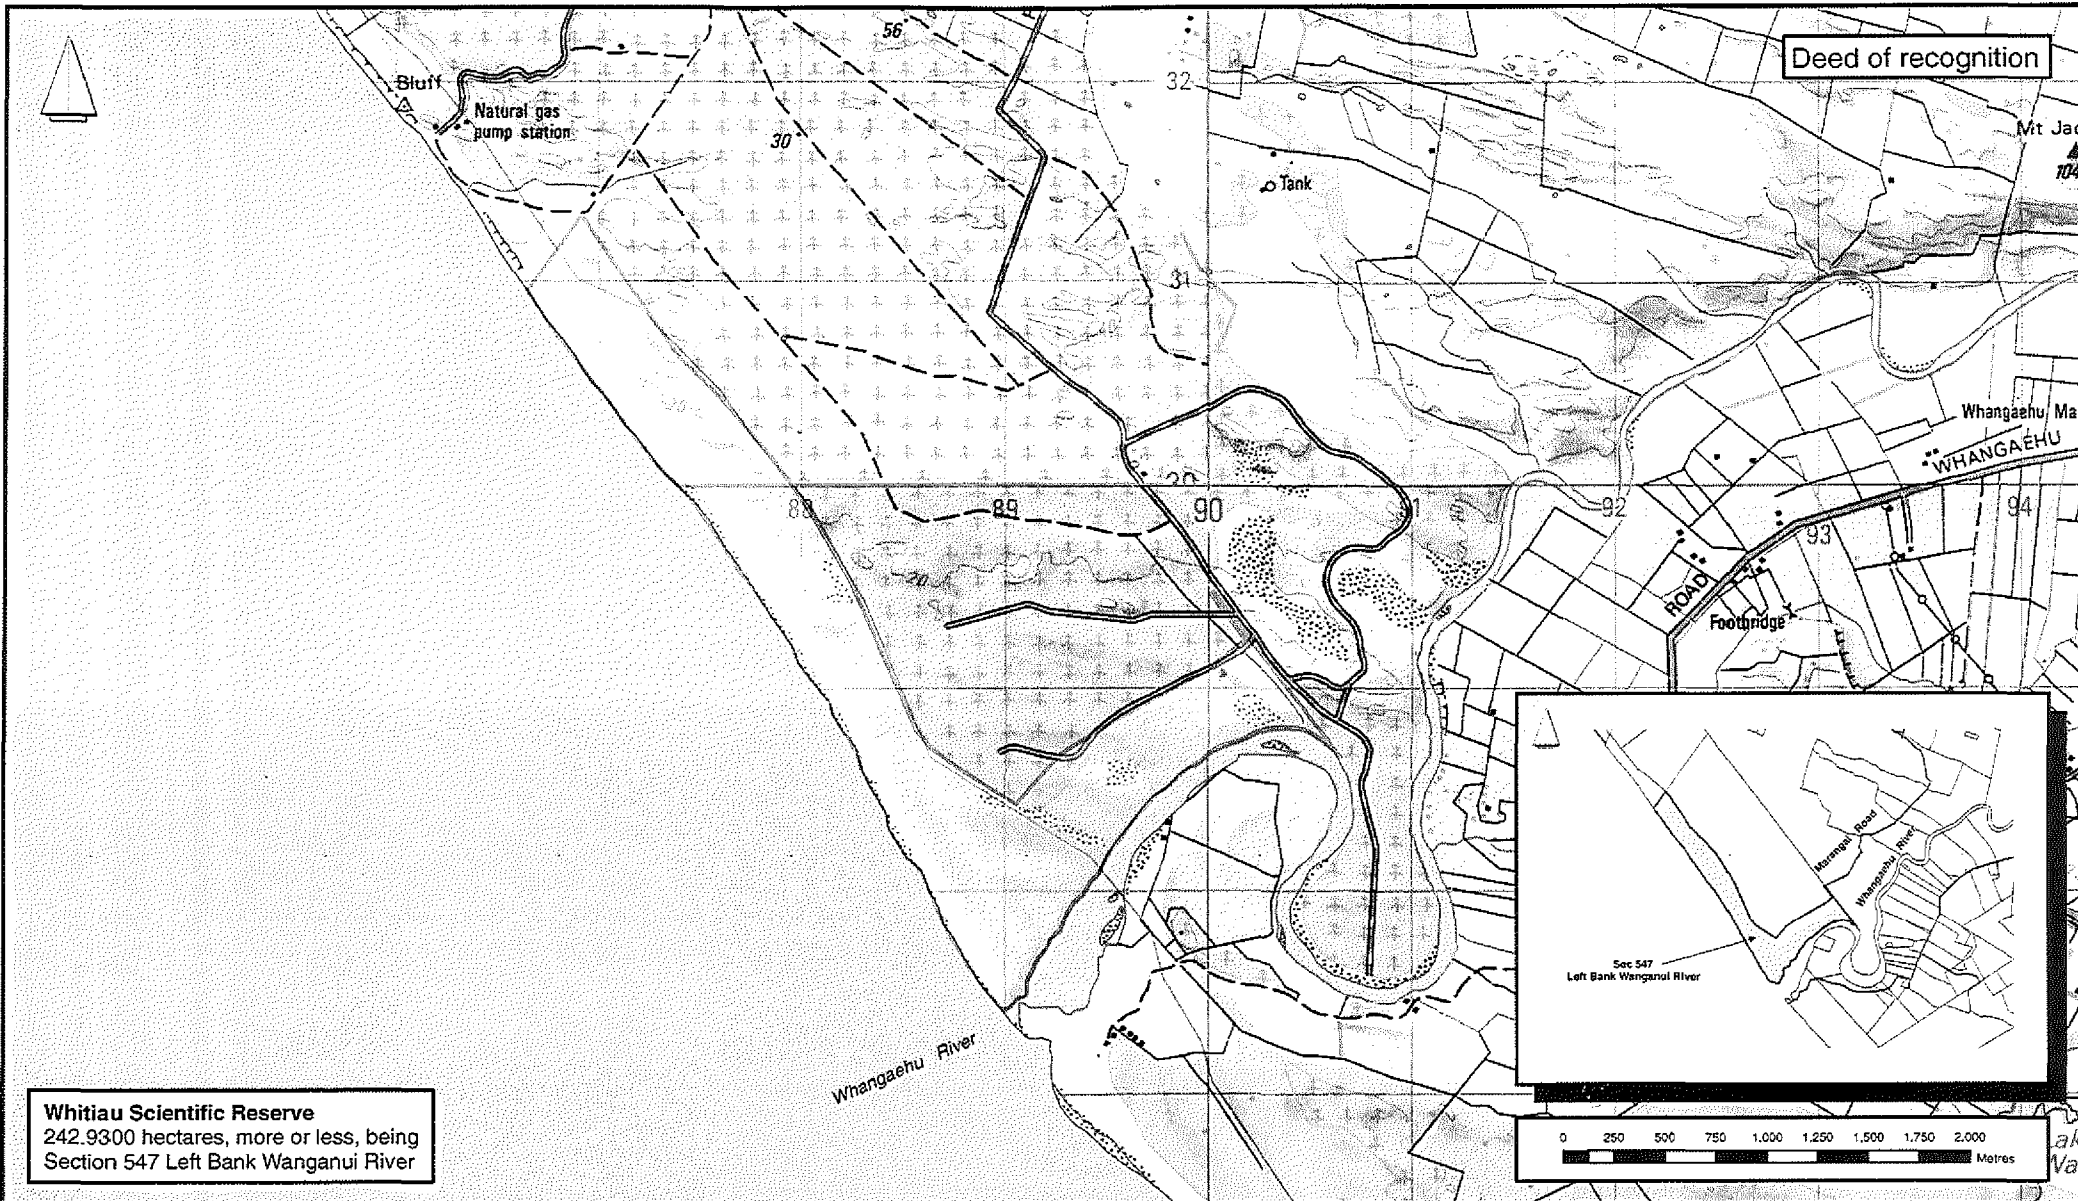 Deed of recognition
56
32
Bluff
Natural gas
pump station
30
Mt Jac
104
Tank
31
Whangaehu Ma
WHANGAEHU
88
89
90
92
93
94
20
ROAD
Footbridge
Whangaehu River
Marangai Road
Whangaehu River
Sec 547
Left Bank Wanganui River
Whitiau Scientific Reserve
242.9300 hectares, more or less, being
Section 547 Left Bank Wanganui River
0 250 500 750 1.000 1.250 1.500 1.750 2.000
Metres